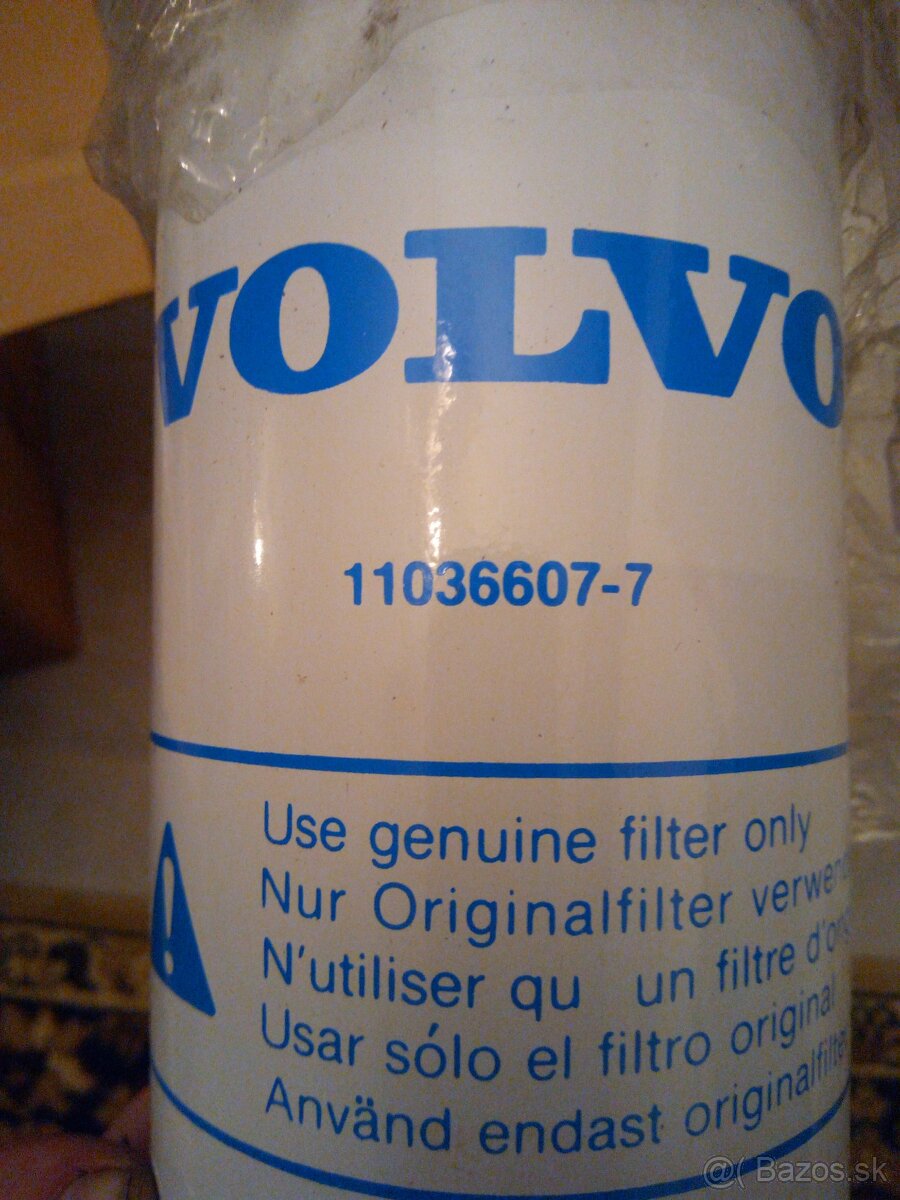 VOLVO
11036607-7
Use genuine filter only
Nur Originalfilter
N'utiliser qu un filtre
Usar sólo el filtro original
Använd endast originalfilter
@( Bazos.sk